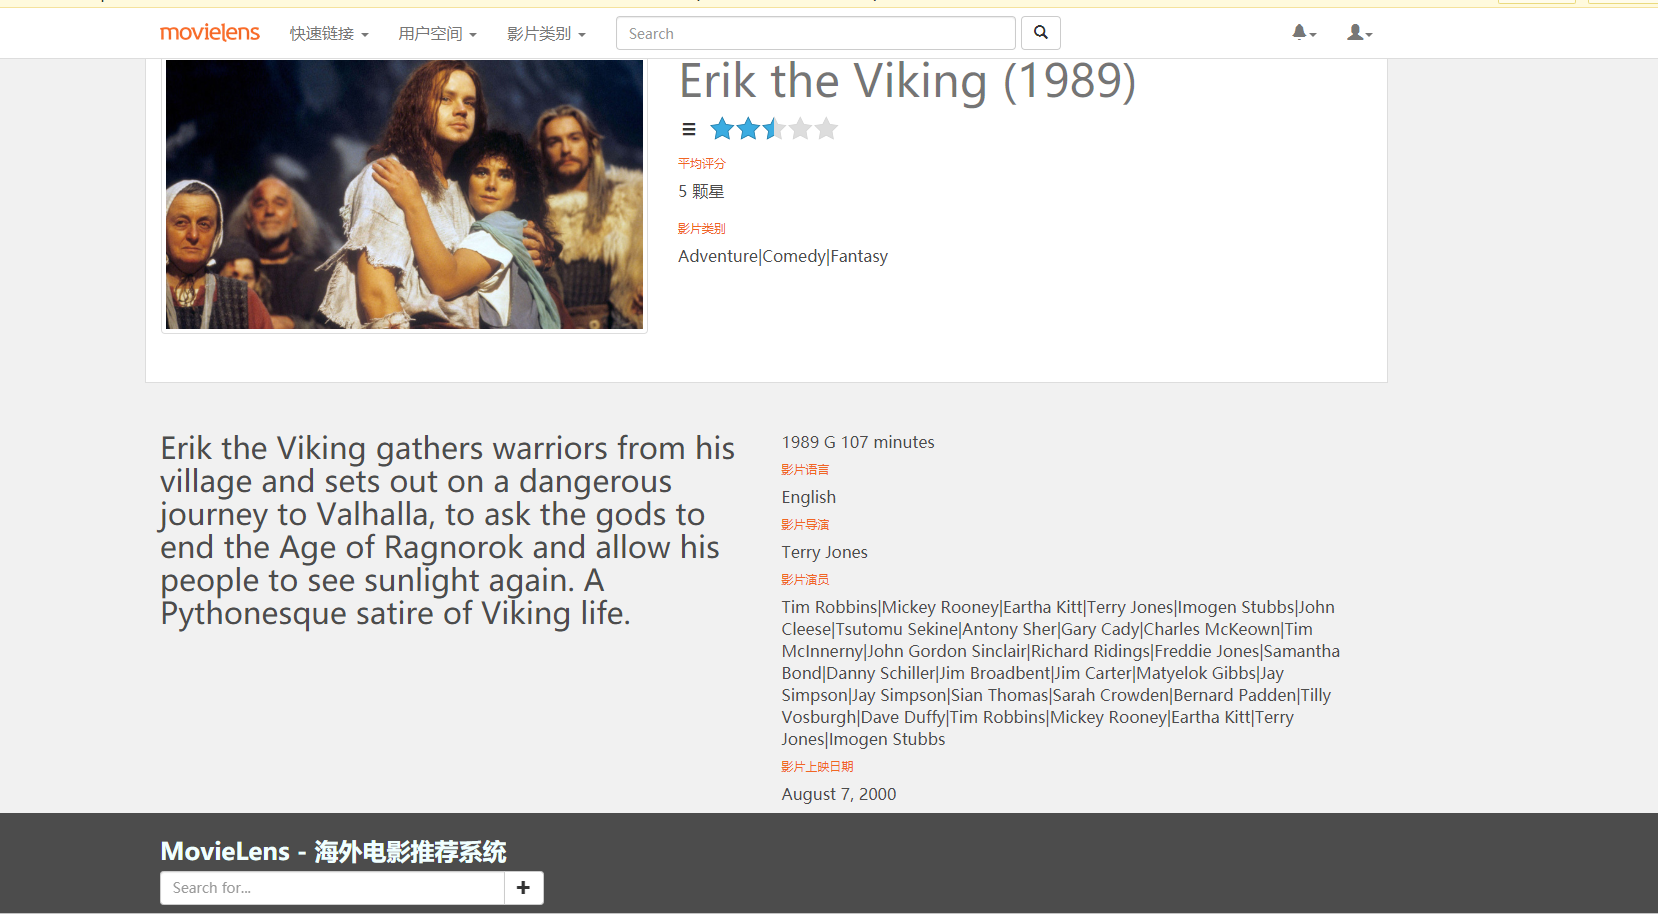 movielens 快速链接 用户空间 影片类别 Search
Erik the Viking (1989)
平均评分
5 颗星
影片类别
Adventure|Comedy|Fantasy
Erik the Viking gathers warriors from his
village and sets out on a dangerous
journey to Valhalla, to ask the gods to
end the Age of Ragnorok and allow his
people to see sunlight again. A
Pythonesque satire of Viking life.
1989 G 107 minutes
影片语言
English
影片导演
Terry Jones
影片演员
Tim Robbins|Mickey Rooney|Eartha Kitt|Terry Jones|Imogen Stubbs|John
Cleese|Tsutomu Sekine|Antony Sher|Gary Cady|Charles McKeown|Tim
McInnerny|John Gordon Sinclair|Richard Ridings|Freddie Jones|Samantha
Bond|Danny Schiller|Jim Broadbent|Jim Carter|Matyelok Gibbs|Jay
Simpson|Jay Simpson|Sian Thomas|Sarah Crowden|Bernard Padden|Tilly
Vosburgh|Dave Duffy|Tim Robbins|Mickey Rooney|Eartha Kitt|Terry
Jones|Imogen Stubbs
影片上映日期
August 7, 2000
MovieLens - 海外电影推荐系统
Search for...